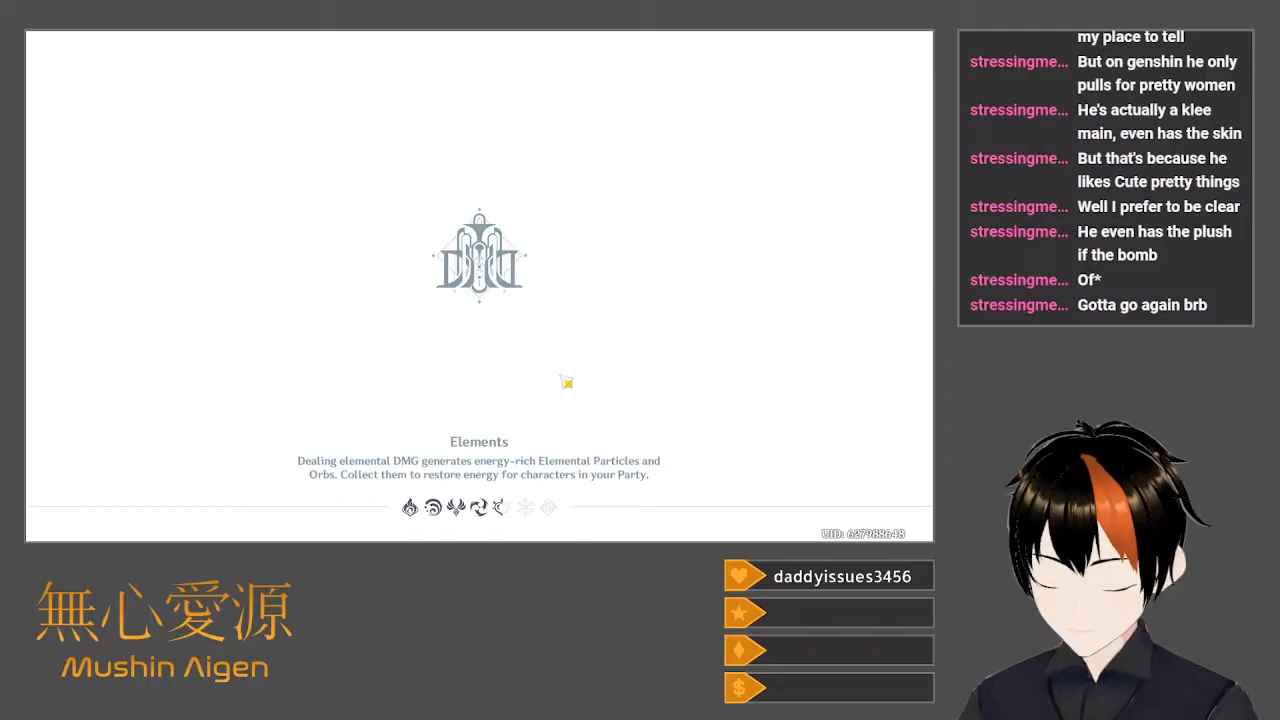 my place to tell
stressingme... But on genshin he only
pulls for pretty women
stressingme... He's actually a klee
main, even has the skin
stressingme... But that's because he
likes Cute pretty things
stressingme... Well I prefer to be clear
stressingme... He even has the plush
if the bomb
stressingme... Of*
stressingme... Gotta go again brb
Elements
Dealing elemental DMG generates energy-rich Elemental Particles and
Orbs. Collect them to restore energy for characters in your Party.
UID: 627988648
無心愛源
Mushin Aigen
daddyissues3456